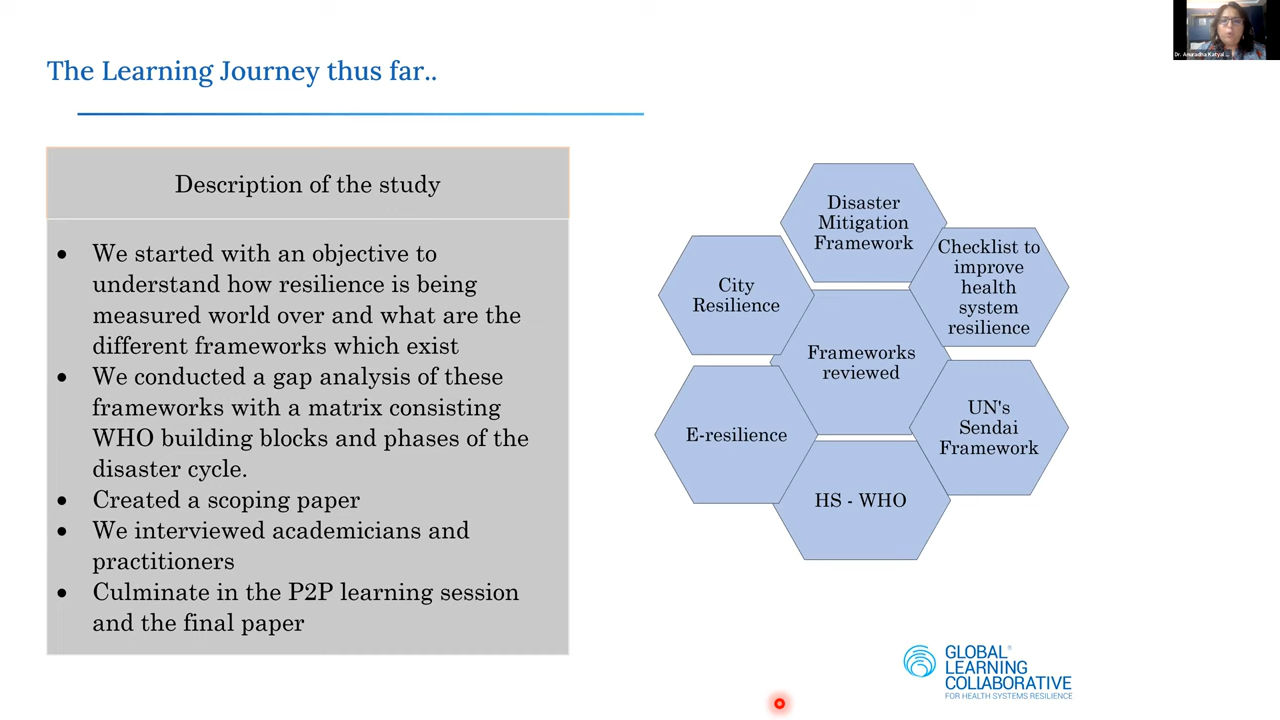 The Learning Journey thus far..
Description of the study
• We started with an objective to
understand how resilience is being
measured world over and what are the
different frameworks which exist
• We conducted a gap analysis of these
frameworks with a matrix consisting
WHO building blocks and phases of the
disaster cycle.
• Created a scoping paper
• We interviewed academicians and
practitioners
• Culminate in the P2P learning session
and the final paper
Disaster
Mitigation
Framework
Checklist to
improve
health
system
resilience
City
Resilience
Frameworks
reviewed
UN's
Sendai
Framework
E-resilience
HS - WHO
GLOBAL®
LEARNING
COLLABORATIVE
FOR HEALTH SYSTEMS RESILIENCE
Dr. Anuradha Katyal ...